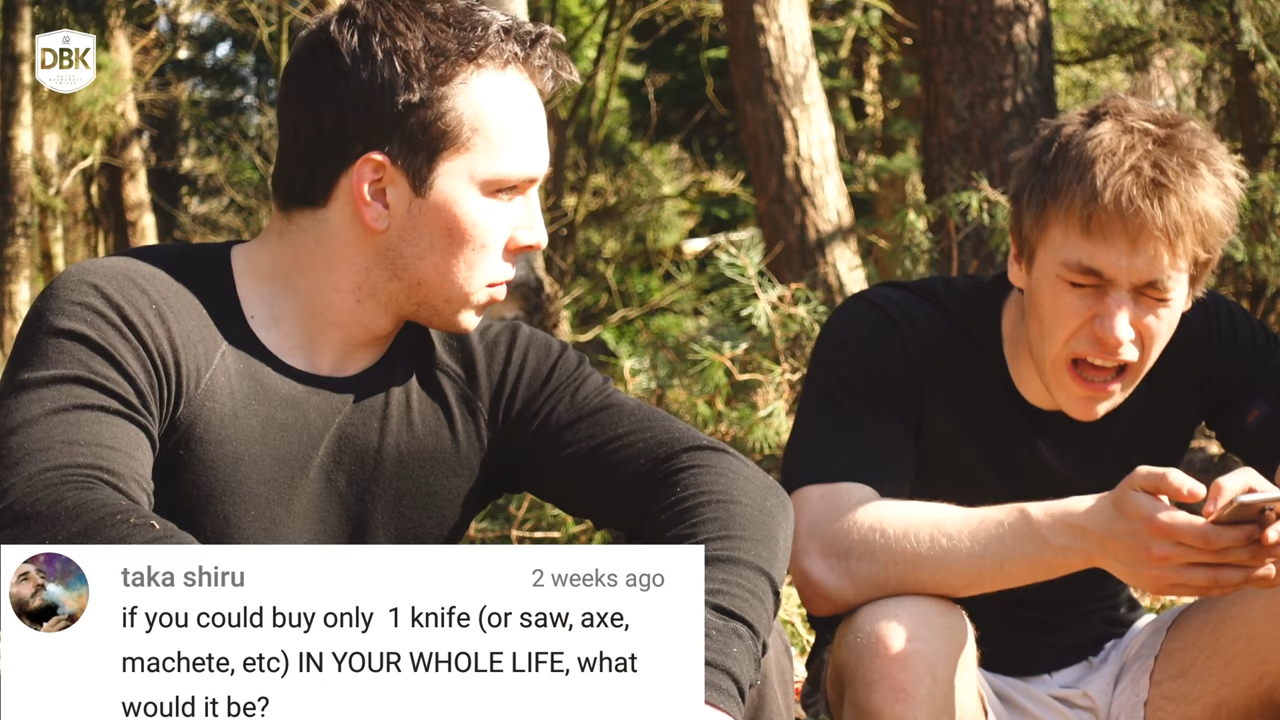 DBK
taka shiru
2 weeks ago
if you could buy only  1 knife (or saw, axe,
machete, etc) IN YOUR WHOLE LIFE, what
would it be?